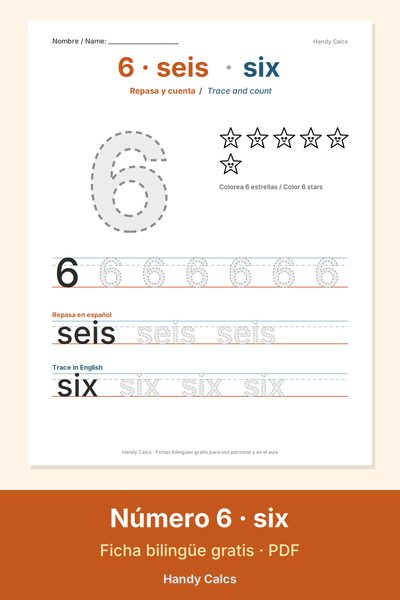 Nombre / Name: ____________________
Handy Calcs
6 · seis · six
Repasa y cuenta / Trace and count
6
Colorea 6 estrellas / Color 6 stars
6 6 6 6 6 6 6
Repasa en español
seis seis seis
Trace in English
six six six six
Handy Calcs · Fichas bilingües gratis para uso personal y en el aula
Número 6 · six
Ficha bilingüe gratis · PDF
Handy Calcs